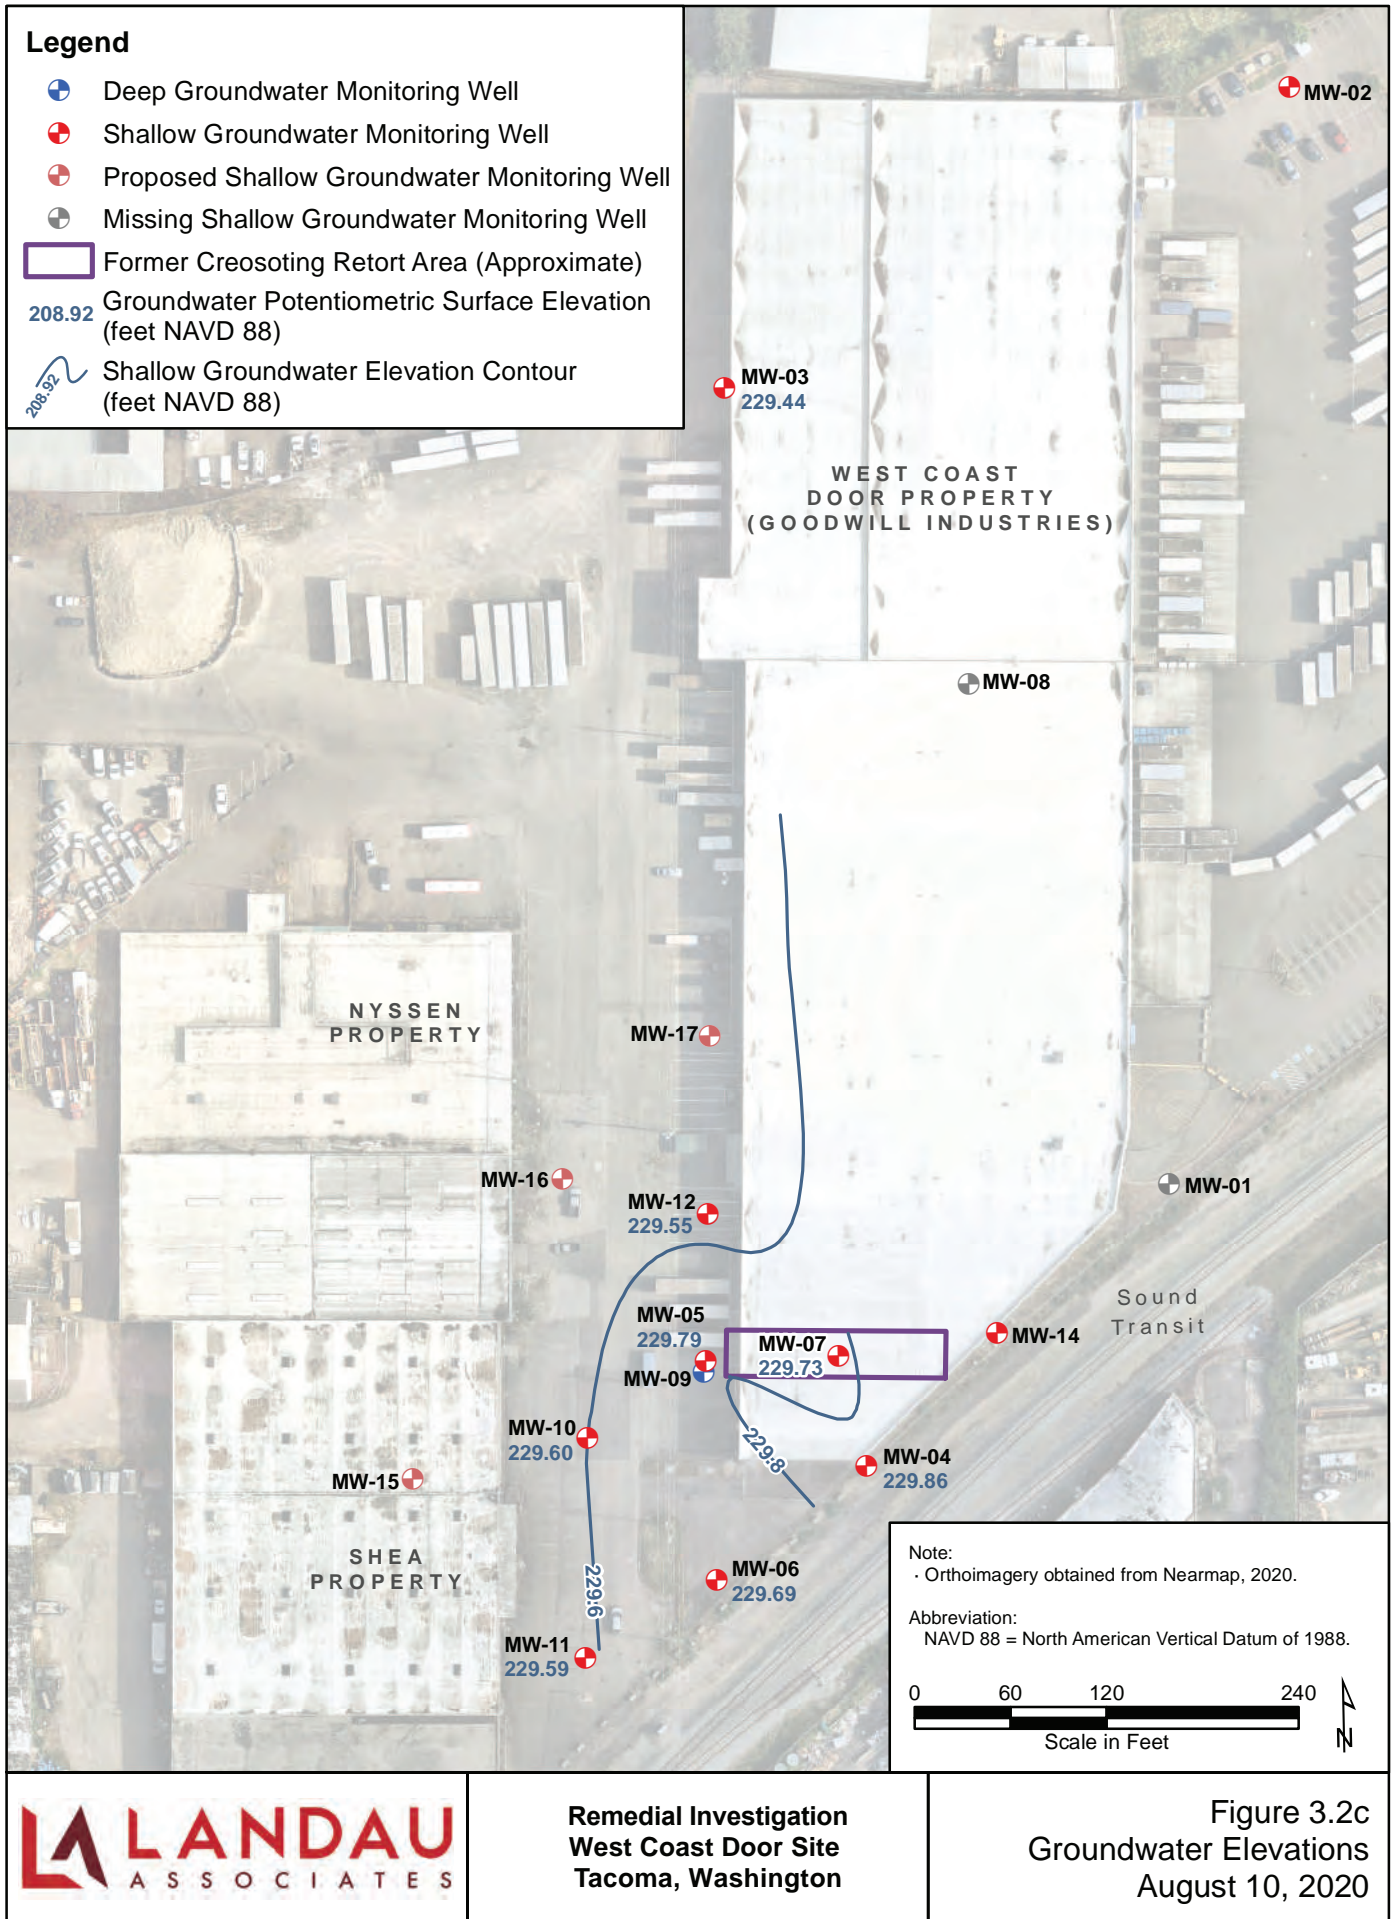 Legend
Deep Groundwater Monitoring Well
Shallow Groundwater Monitoring Well
Proposed Shallow Groundwater Monitoring Well
Missing Shallow Groundwater Monitoring Well
Former Creosoting Retort Area (Approximate)
208.92 Groundwater Potentiometric Surface Elevation
(feet NAVD 88)
208.92 Shallow Groundwater Elevation Contour
(feet NAVD 88)
MW-02
MW-03
229.44
WEST COAST
DOOR PROPERTY
(GOODWILL INDUSTRIES)
MW-08
NYSSEN
PROPERTY
MW-17
MW-16
MW-01
MW-12
229.55
Sound
Transit
MW-05
229.79
MW-07
229.73
MW-14
MW-09
MW-10
229.60
229.8
MW-04
229.86
MW-15
SHEA
PROPERTY
229.6
MW-06
229.69
MW-11
229.59
Note:
· Orthoimagery obtained from Nearmap, 2020.
Abbreviation:
NAVD 88 = North American Vertical Datum of 1988.
0 60 120 240
Scale in Feet
N
LANDAU
ASSOCIATES
Remedial Investigation
West Coast Door Site
Tacoma, Washington
Figure 3.2c
Groundwater Elevations
August 10, 2020